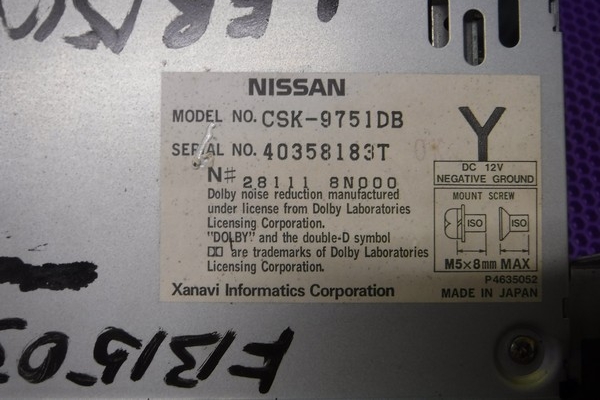 NISSAN
MODEL NO. CSK-9751DB
SERIAL NO. 40358183T
Y
N# 28111 8N000
DC 12V
NEGATIVE GROUND
Dolby noise reduction manufactured
under license from Dolby Laboratories
Licensing Corporation.
"DOLBY" and the double-D symbol
are trademarks of Dolby Laboratories
Licensing Corporation.
MOUNT SCREW
ISO ISO
M5×8mm MAX
P4635052
Xanavi Informatics Corporation MADE IN JAPAN